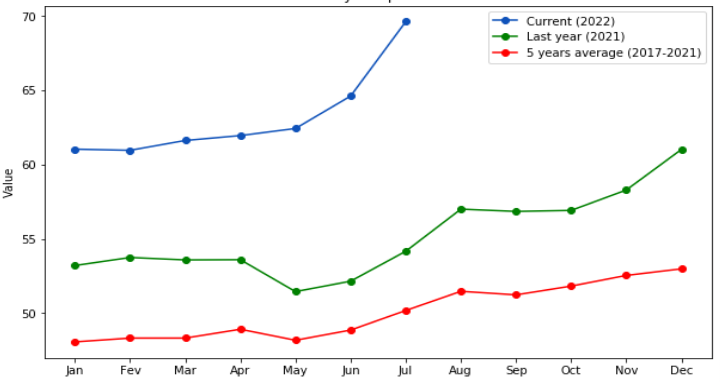 70
65
60
55
50
Value
Current (2022)
Last year (2021)
5 years average (2017-2021)
Jan Fev Mar Apr May Jun Jul Aug Sep Oct Nov Dec